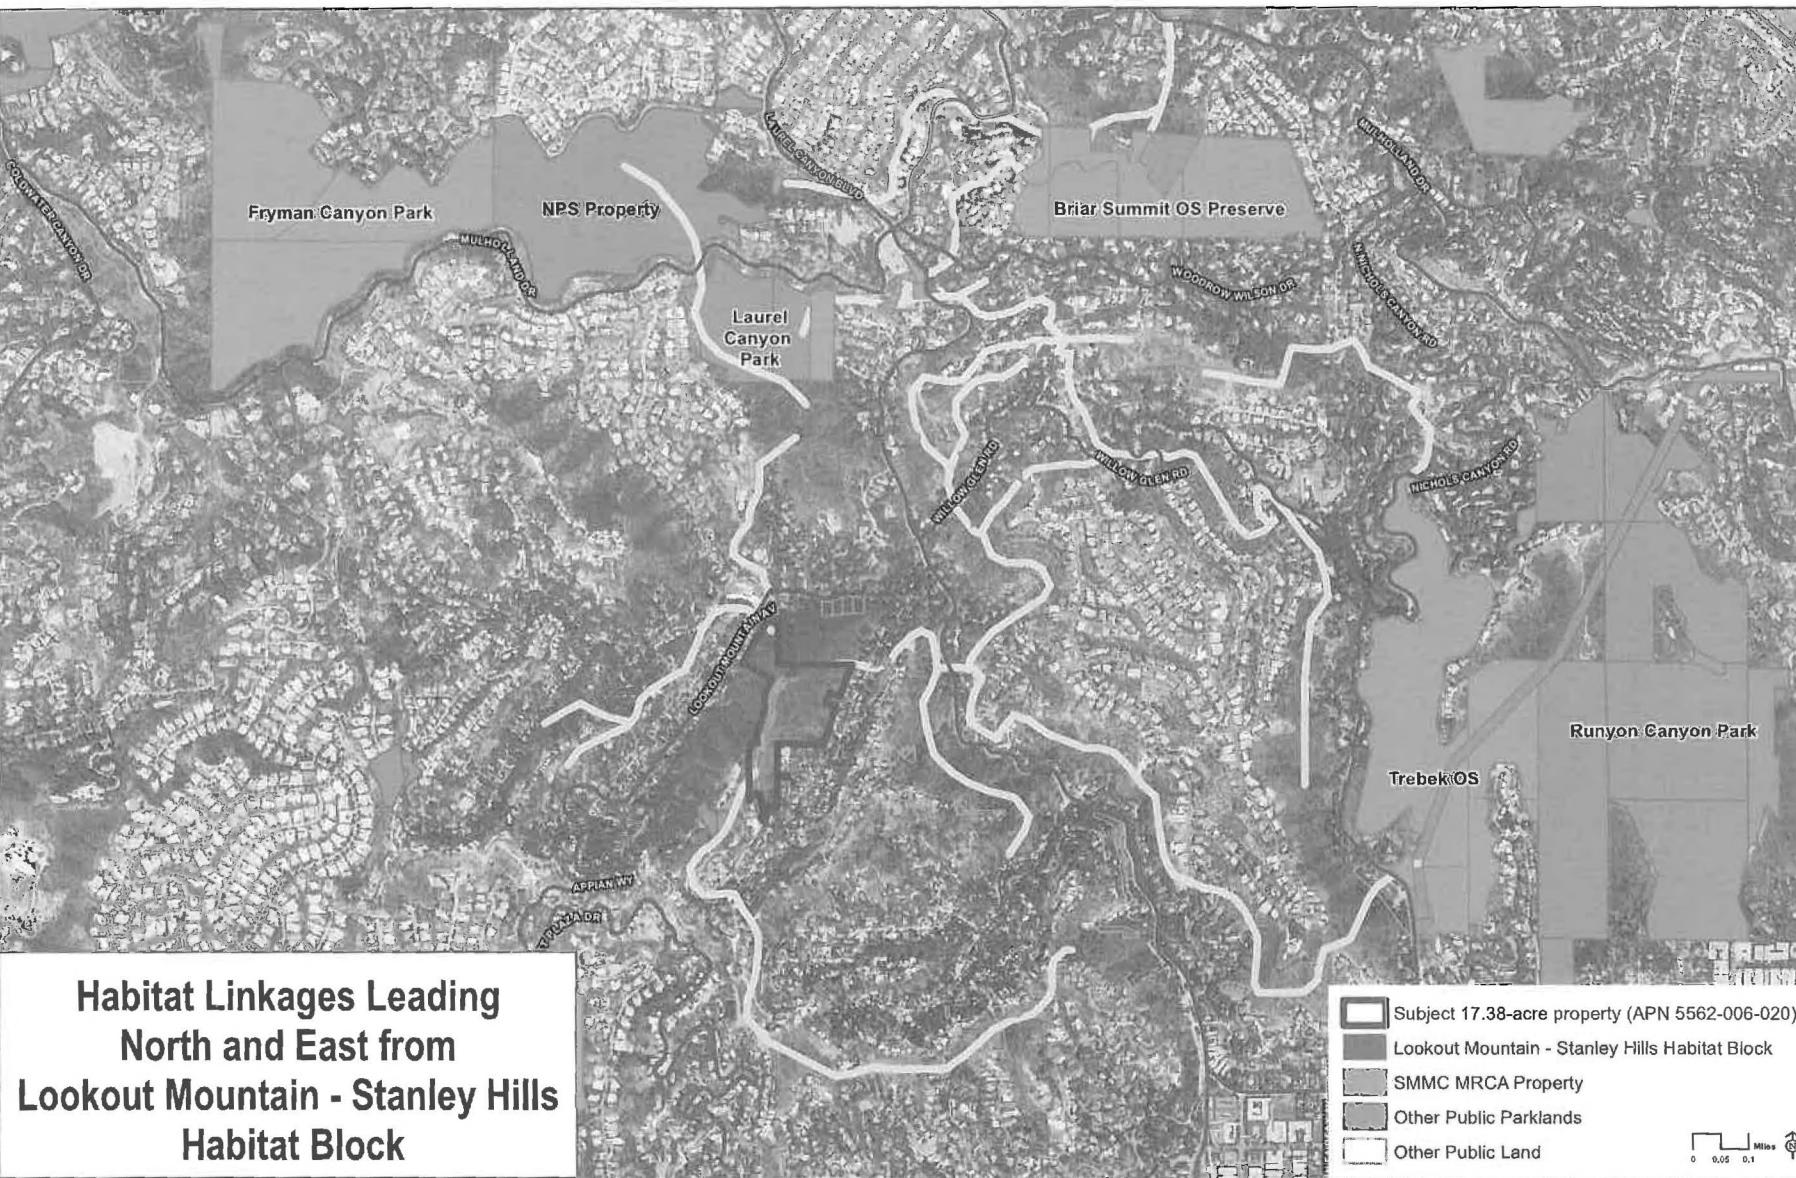 COLDWATER CANYON DR
Fryman Canyon Park
MULHOLLAND DR
NPS Property
LAUREL CANYON BLVD
Briar Summit OS Preserve
MULHOLLAND DR
WOODROW WILSON DR
N NICHOLS CANYON RD
Laurel
Canyon
Park
WILLOW GLEN RD
WILLOW GLEN RD
NICHOLS CANYON RD
LOOKOUT MOUNTAIN AV
Runyon Canyon Park
Trebek OS
APPIAN WY
T PLAZA DR
Habitat Linkages Leading
North and East from
Lookout Mountain - Stanley Hills
Habitat Block
Subject 17.38-acre property (APN 5562-006-020)
Lookout Mountain - Stanley Hills Habitat Block
SMMC MRCA Property
Other Public Parklands
Other Public Land
Miles
0 0.05 0.1
N